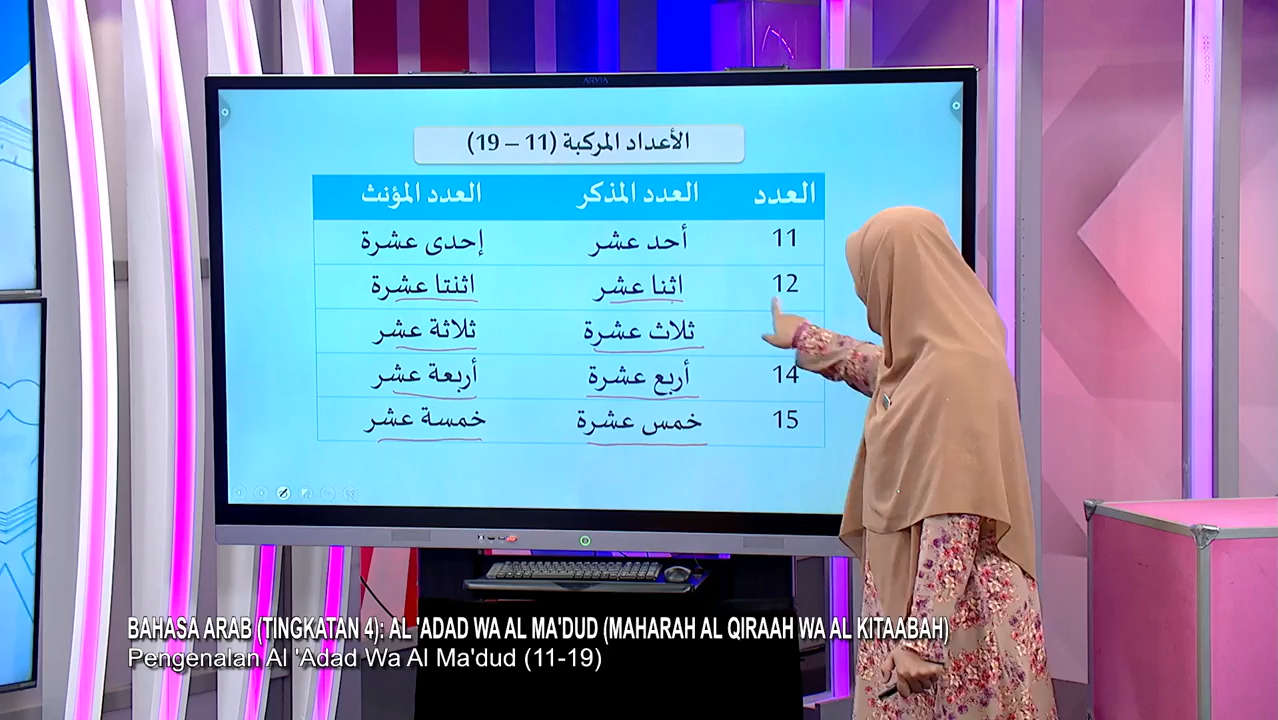 ARVIA
الأعداد المركبة (11 – 19)
العدد العدد المذكر العدد المؤنث
11 أحد عشر إحدى عشرة
12 اثنا عشر اثنتا عشرة
ثلاث عشرة ثلاثة عشر
14 أربع عشرة أربعة عشر
15 خمس عشرة خمسة عشر
BAHASA ARAB (TINGKATAN 4): AL 'ADAD WA AL MA'DUD (MAHARAH AL QIRAAH WA AL KITAABAH)
Pengenalan Al 'Adad Wa Al Ma'dud (11-19)